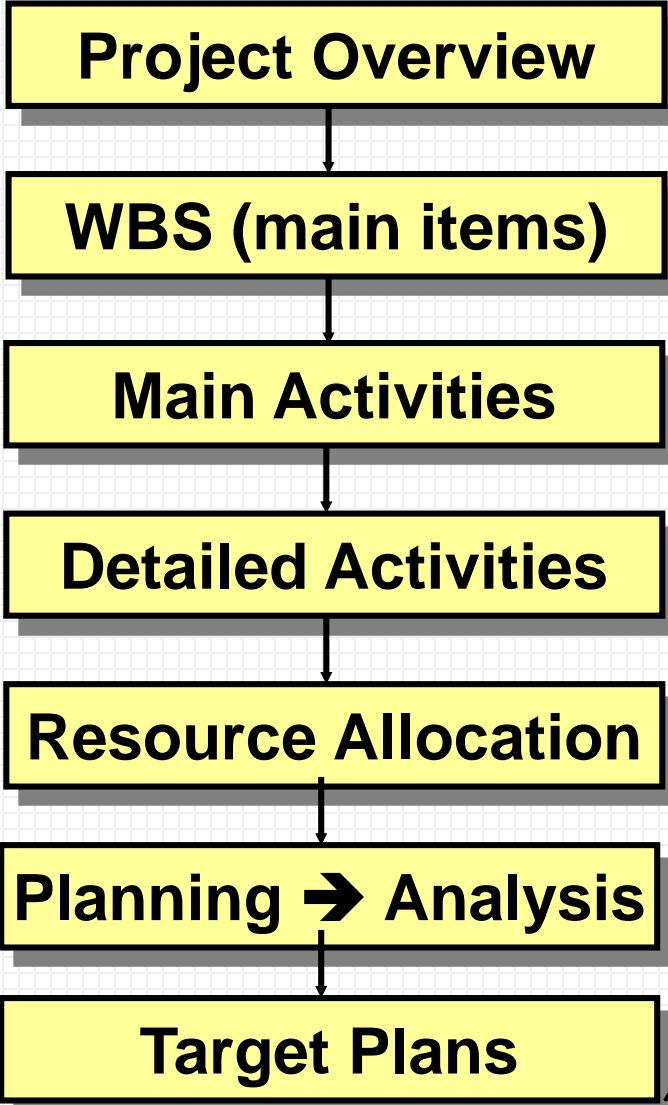 Project Overview
WBS (main items)
Main Activities
Detailed Activities
Resource Allocation
Planning ➔ Analysis
Target Plans